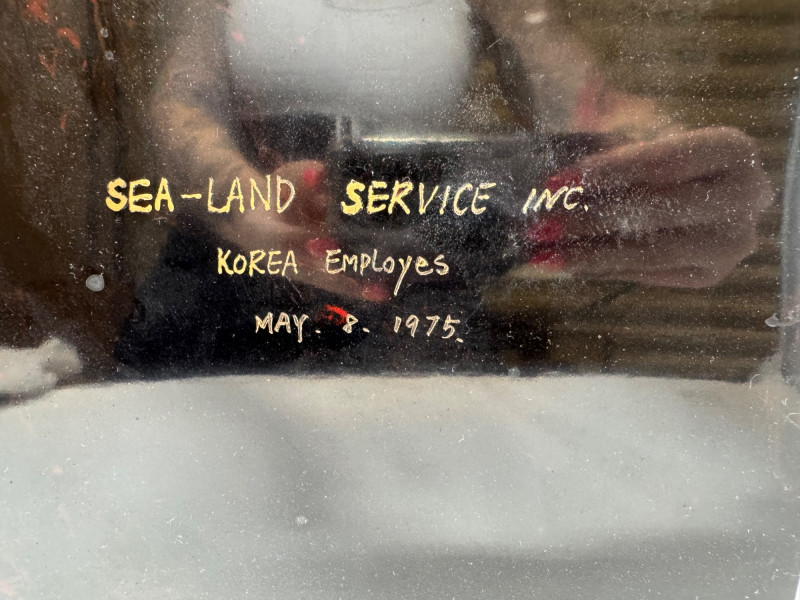 SEA-LAND SERVICE INC.
KOREA EMPloyes
MAY. 8. 1975.